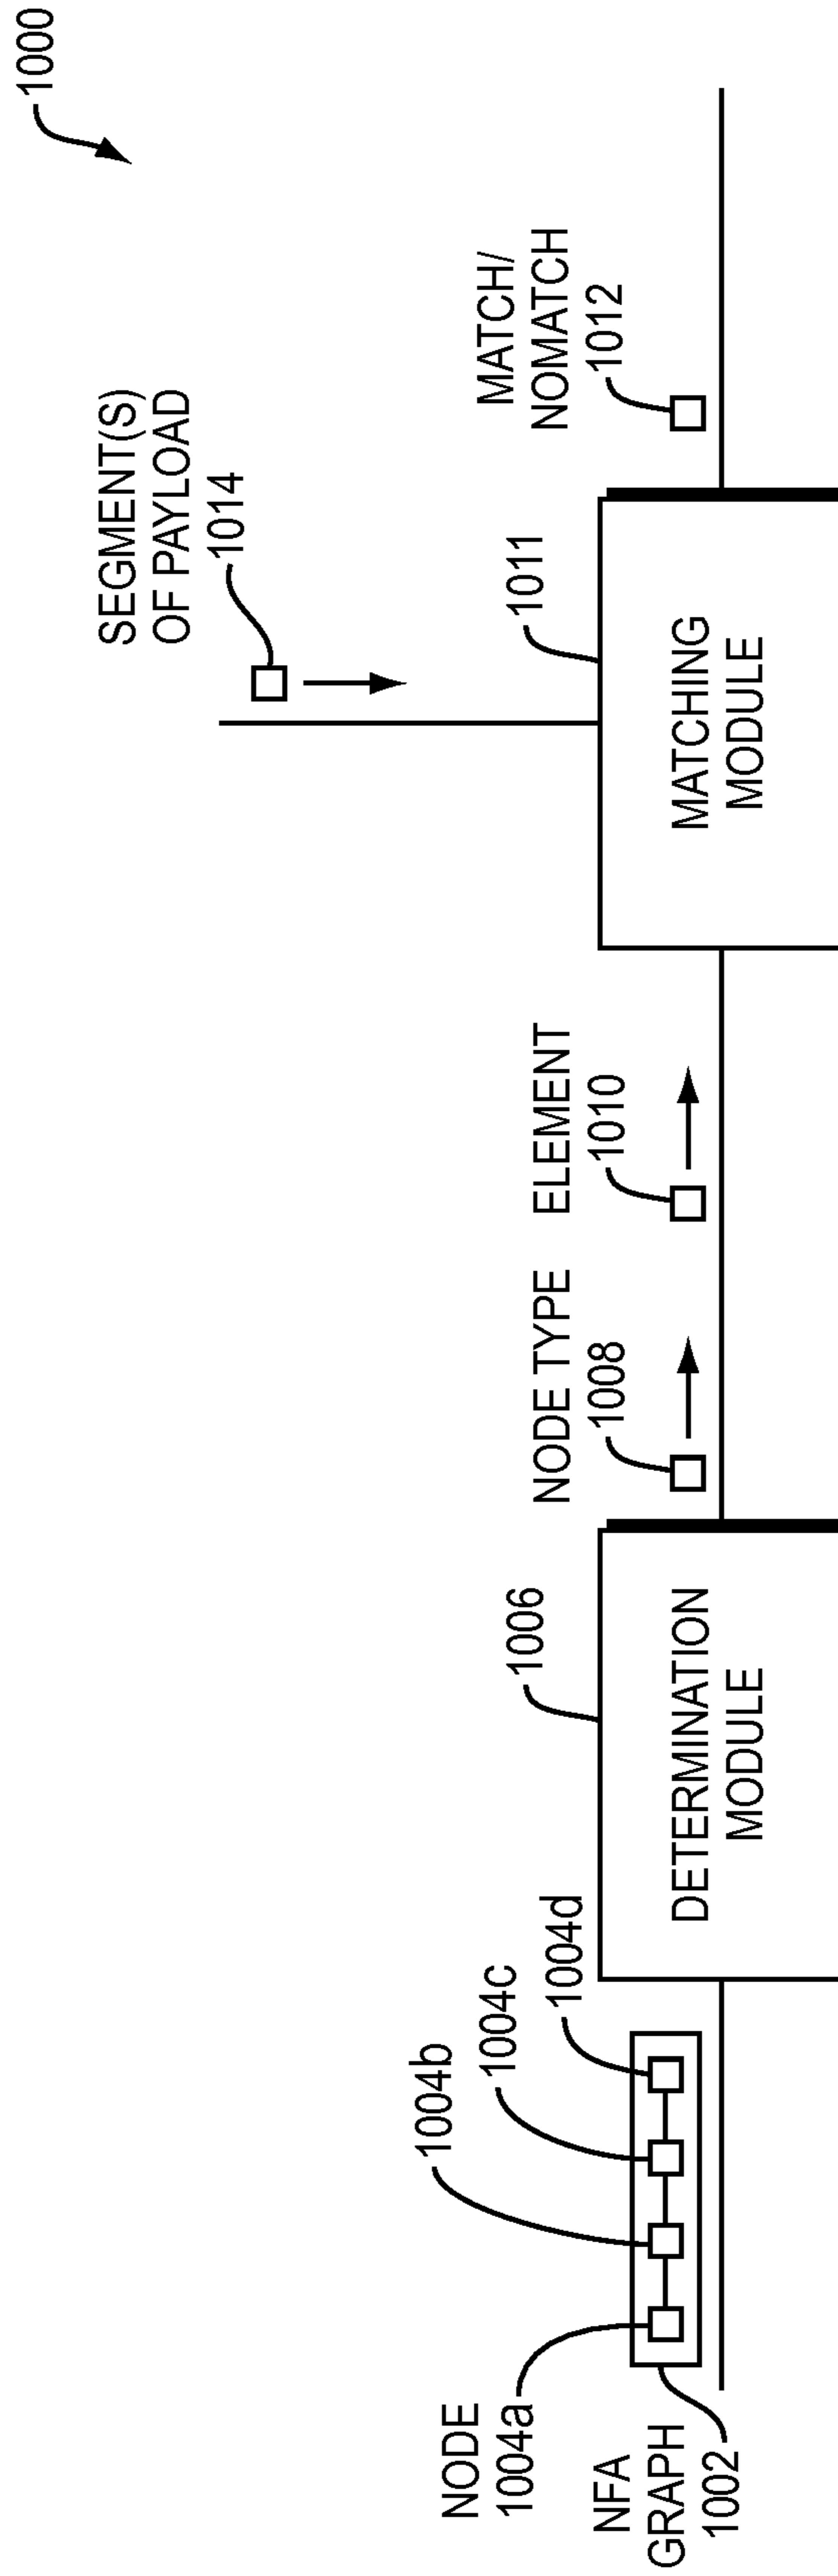 1000
SEGMENT(S)
OF PAYLOAD
1014
MATCH/
NOMATCH
1012
1011
MATCHING
MODULE
ELEMENT
1010
NODE TYPE
1008
1006
DETERMINATION
MODULE
1004b
1004c
1004d
NODE
1004a
NFA
GRAPH
1002